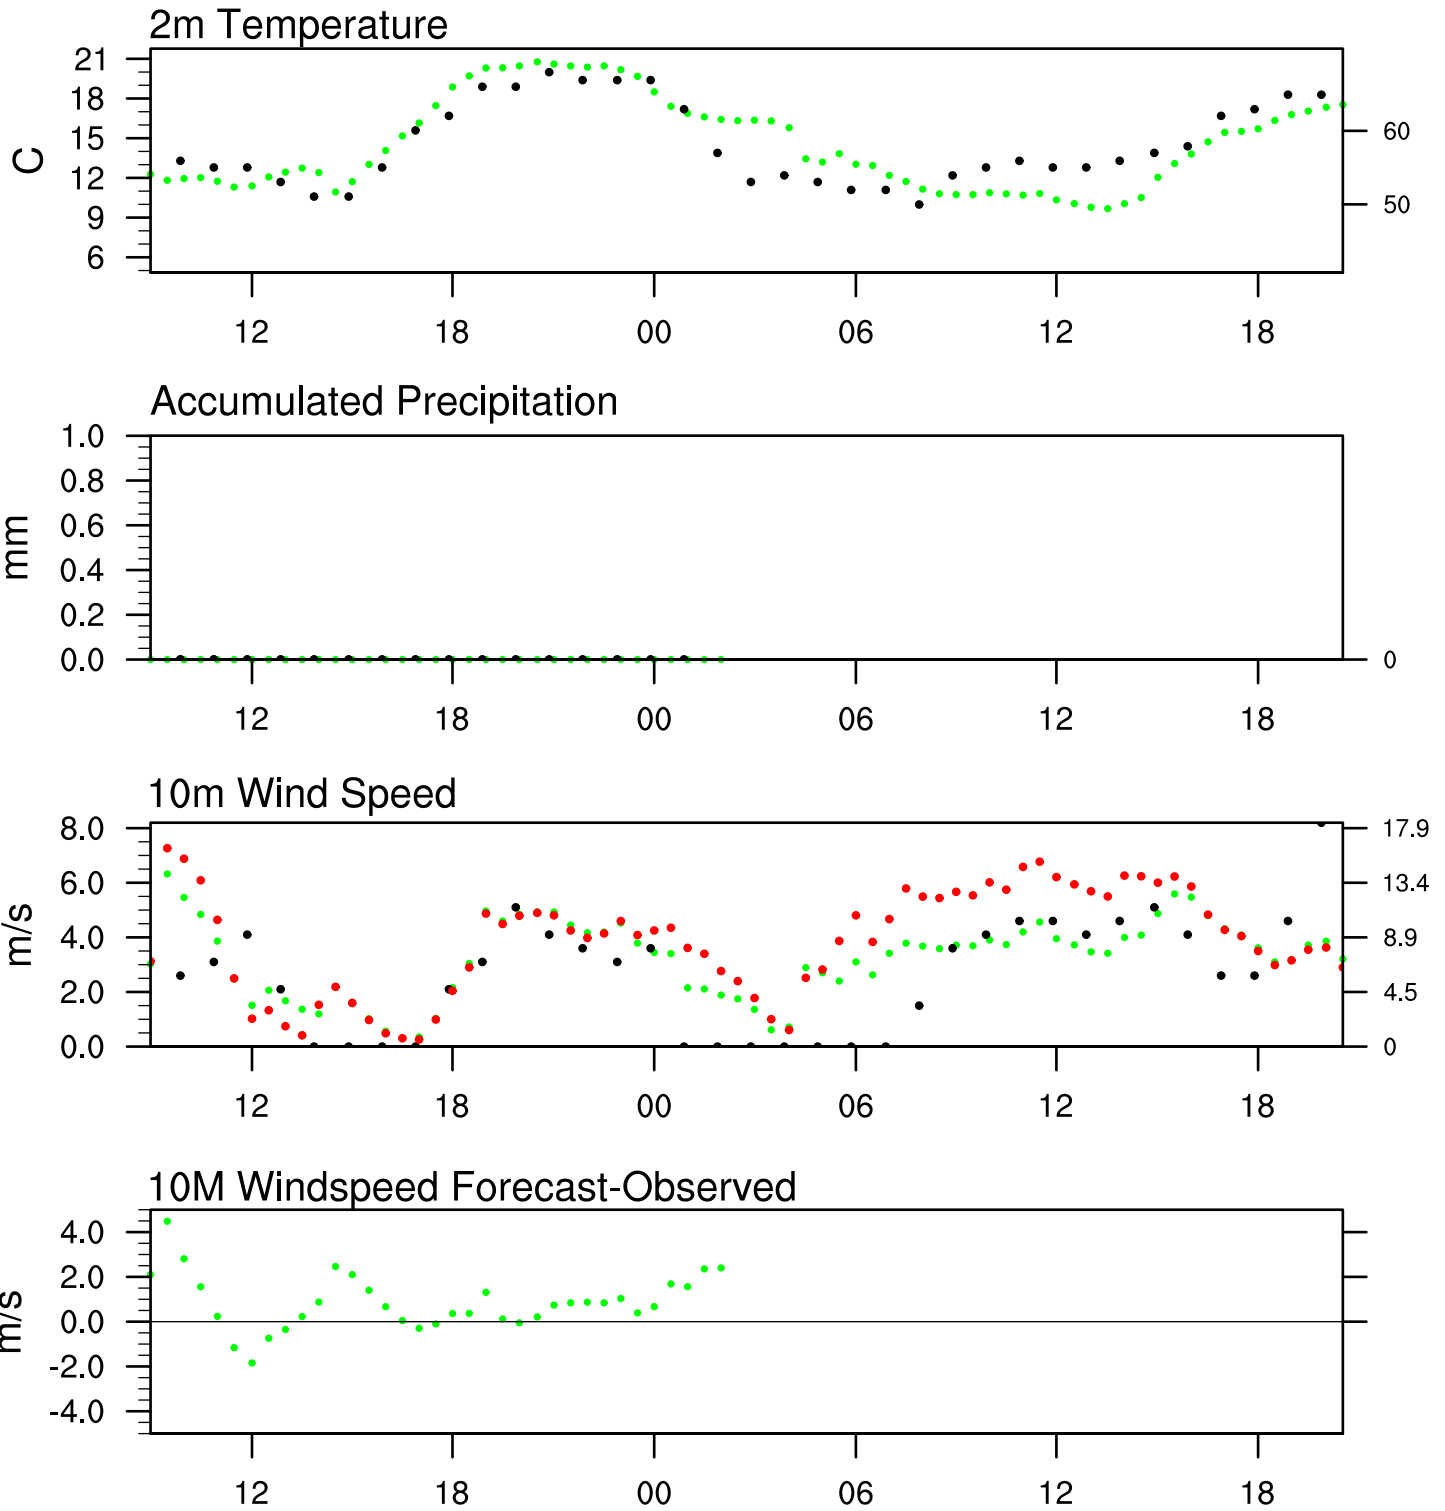 2m Temperature
21
18
15
12
9
6
C
60
50
12 18 00 06 12 18
Accumulated Precipitation
1.0
0.8
0.6
0.4
0.2
0.0
mm
0
12 18 00 06 12 18
10m Wind Speed
8.0
6.0
4.0
2.0
0.0
m/s
17.9
13.4
8.9
4.5
0
12 18 00 06 12 18
10M Windspeed Forecast-Observed
4.0
2.0
0.0
-2.0
-4.0
m/s
12 18 00 06 12 18